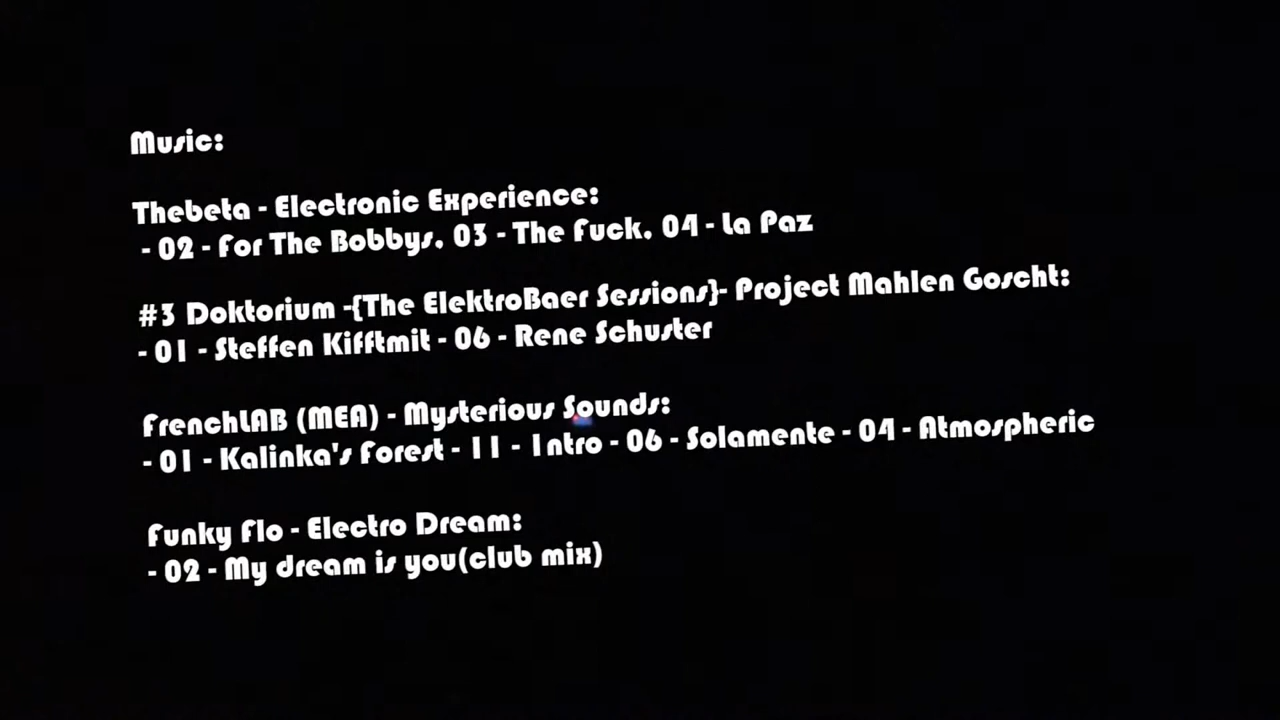 Music:
Thebeta - Electronic Experience:
- 02 - For The Bobbys, 03 - The Fuck, 04 - La Paz
#3 Doktorium -{The ElektroBaer Sessions}- Project Mahlen Goscht:
- 01 - Steffen Kifftmit - 06 - Rene Schuster
FrenchLAB (MEA) - Mysterious Sounds:
- 01 - Kalinka's Forest - 11 - Intro - 06 - Solamente - 04 - Atmospheric
Funky Flo - Electro Dream:
- 02 - My dream is you(club mix)